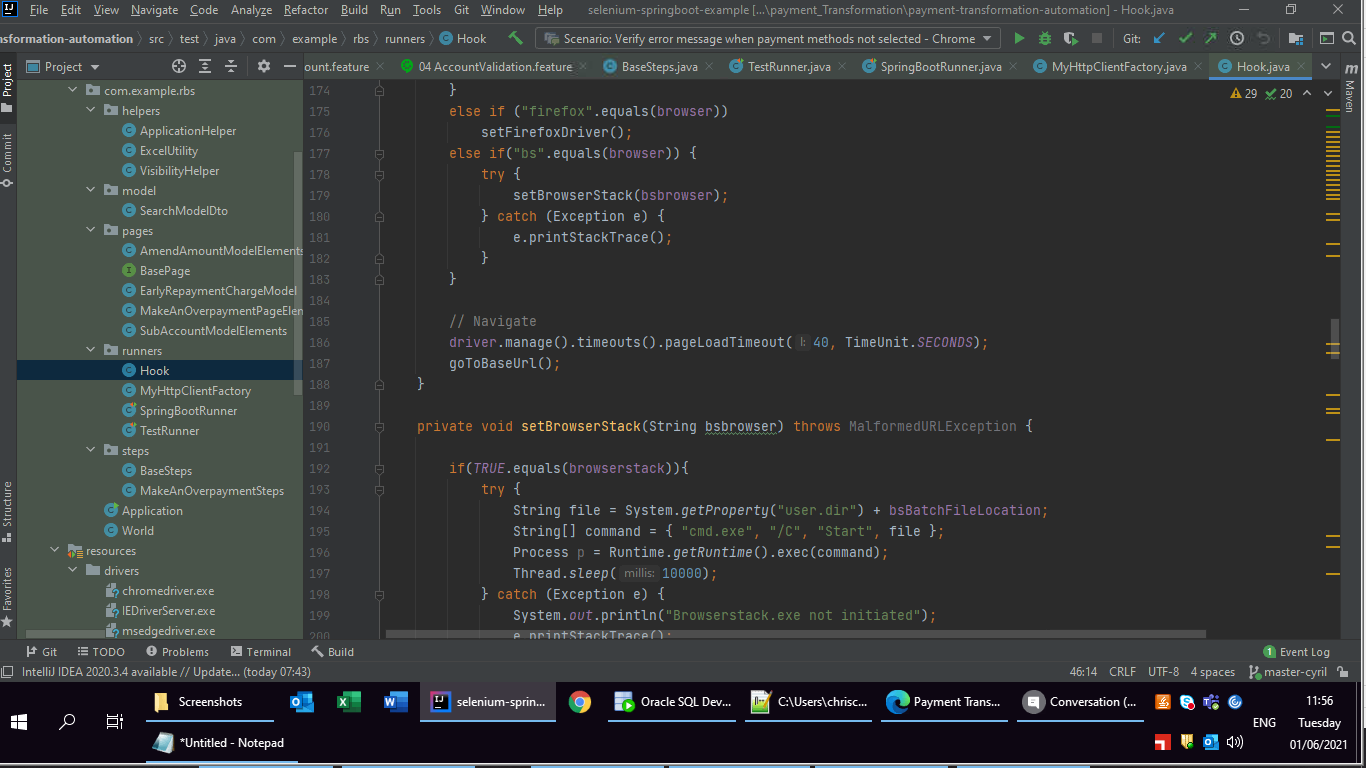 File Edit View Navigate Code Analyze Refactor Build Run Tools Git Window Help selenium-springboot-example [...\payment_Transformation\payment-transformation-automation] - Hook.java
nsformation-automation src test java com example rbs runners Hook Scenario: Verify error message when payment methods not selected - Chrome Git:
Project ount.feature 04 AccountValidation.feature BaseSteps.java TestRunner.java SpringBootRunner.java MyHttpClientFactory.java Hook.java
Project
Commit
Structure
Favorites
Maven
com.example.rbs
helpers
ApplicationHelper
ExcelUtility
VisibilityHelper
model
SearchModelDto
pages
AmendAmountModelElements
BasePage
EarlyRepaymentChargeModel
MakeAnOverpaymentPageElen
SubAccountModelElements
runners
Hook
MyHttpClientFactory
SpringBootRunner
TestRunner
steps
BaseSteps
MakeAnOverpaymentSteps
Application
World
resources
drivers
chromedriver.exe
IEDriverServer.exe
msedgedriver.exe
29 20
174 }
175 else if ("firefox".equals(browser))
176 setFirefoxDriver();
177 else if("bs".equals(browser)) {
178 try {
179 setBrowserStack(bsbrowser);
180 } catch (Exception e) {
181 e.printStackTrace();
182 }
183 }
184
185 // Navigate
186 driver.manage().timeouts().pageLoadTimeout( l: 40, TimeUnit.SECONDS);
187 goToBaseUrl();
188 }
189
190 private void setBrowserStack(String bsbrowser) throws MalformedURLException {
191
192 if(TRUE.equals(browserstack)){
193 try {
194 String file = System.getProperty("user.dir") + bsBatchFileLocation;
195 String[] command = { "cmd.exe", "/C", "Start", file };
196 Process p = Runtime.getRuntime().exec(command);
197 Thread.sleep( millis: 10000);
198 } catch (Exception e) {
199 System.out.println("Browserstack.exe not initiated");
200 e.printStackTrace();
Git TODO Problems Terminal Build 1 Event Log
IntelliJ IDEA 2020.3.4 available // Update... (today 07:43) 46:14 CRLF UTF-8 4 spaces master-cyril
Screenshots selenium-sprin... Oracle SQL Dev... C:\Users\chrisc... Payment Trans... Conversation (... 11:56
ENG Tuesday
*Untitled - Notepad 01/06/2021